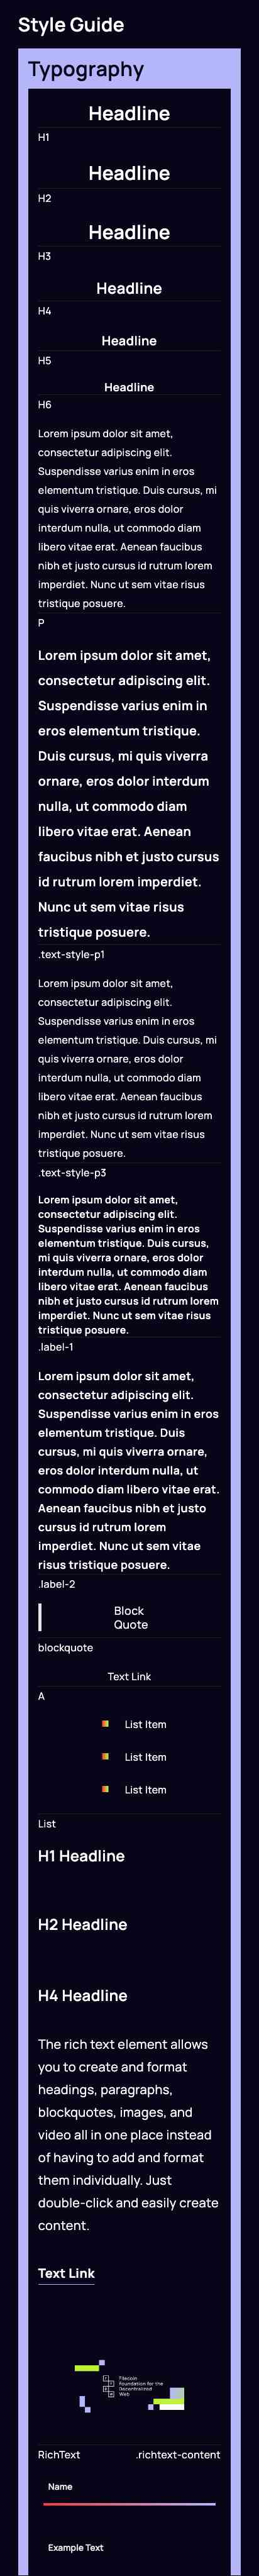 Style Guide
Typography
Headline
H1
Headline
H2
Headline
H3
Headline
H4
Headline
H5
Headline
H6
Lorem ipsum dolor sit amet,
consectetur adipiscing elit.
Suspendisse varius enim in eros
elementum tristique. Duis cursus, mi
quis viverra ornare, eros dolor
interdum nulla, ut commodo diam
libero vitae erat. Aenean faucibus
nibh et justo cursus id rutrum lorem
imperdiet. Nunc ut sem vitae risus
tristique posuere.
P
Lorem ipsum dolor sit amet,
consectetur adipiscing elit.
Suspendisse varius enim in
eros elementum tristique.
Duis cursus, mi quis viverra
ornare, eros dolor interdum
nulla, ut commodo diam
libero vitae erat. Aenean
faucibus nibh et justo cursus
id rutrum lorem imperdiet.
Nunc ut sem vitae risus
tristique posuere.
.text-style-p1
Lorem ipsum dolor sit amet,
consectetur adipiscing elit.
Suspendisse varius enim in eros
elementum tristique. Duis cursus, mi
quis viverra ornare, eros dolor
interdum nulla, ut commodo diam
libero vitae erat. Aenean faucibus
nibh et justo cursus id rutrum lorem
imperdiet. Nunc ut sem vitae risus
tristique posuere.
.text-style-p3
Lorem ipsum dolor sit amet,
consectetur adipiscing elit.
Suspendisse varius enim in eros
elementum tristique. Duis cursus,
mi quis viverra ornare, eros dolor
interdum nulla, ut commodo diam
libero vitae erat. Aenean faucibus
nibh et justo cursus id rutrum lorem
imperdiet. Nunc ut sem vitae risus
tristique posuere.
.label-1
Lorem ipsum dolor sit amet,
consectetur adipiscing elit.
Suspendisse varius enim in eros
elementum tristique. Duis
cursus, mi quis viverra ornare,
eros dolor interdum nulla, ut
commodo diam libero vitae erat.
Aenean faucibus nibh et justo
cursus id rutrum lorem
imperdiet. Nunc ut sem vitae
risus tristique posuere.
.label-2
Block
Quote
blockquote
Text Link
A
List Item
List Item
List Item
List
H1 Headline
H2 Headline
H4 Headline
The rich text element allows
you to create and format
headings, paragraphs,
blockquotes, images, and
video all in one place instead
of having to add and format
them individually. Just
double-click and easily create
content.
Text Link
Filecoin
Foundation for the
Decentralized
Web
RichText .richtext-content
Name
Example Text